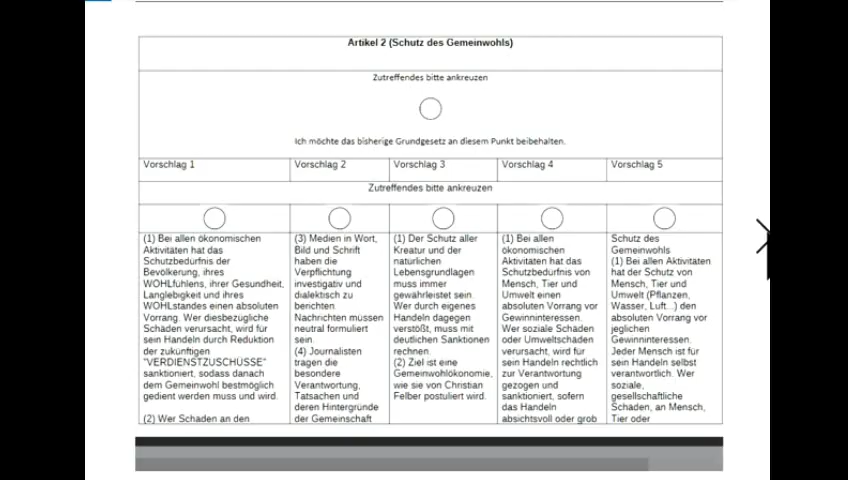 Artikel 2 (Schutz des Gemeinwohls)
Zutreffendes bitte ankreuzen
Ich möchte das bisherige Grundgesetz an diesem Punkt beibehalten.
Vorschlag 1
Vorschlag 2
Vorschlag 3
Vorschlag 4
Vorschlag 5
Zutreffendes bitte ankreuzen
(1) Bei allen ökonomischen
Aktivitäten hat das
Schutzbedürfnis der
Bevölkerung, ihres
WOHLfühlens, ihrer Gesundheit,
Langlebigkeit und ihres
WOHLstandes einen absoluten
Vorrang. Wer diesbezügliche
Schäden verursacht, wird für
sein Handeln durch Reduktion
der zukünftigen
"VERDIENSTZUSCHÜSSE"
sanktioniert, sodass danach
dem Gemeinwohl bestmöglich
gedient werden muss und wird.
(2) Wer Schaden an den
(3) Medien in Wort,
Bild und Schrift
haben die
Verpflichtung
investigativ und
dialektisch zu
berichten
Nachrichten müssen
neutral formuliert
sein.
(4) Journalisten
tragen die
besondere
Verantwortung,
Tatsachen und
deren Hintergründe
der Gemeinschaft
(1) Der Schutz aller
Kreatur und der
natürlichen
Lebensgrundlagen
muss immer
gewährleistet sein.
Wer durch eigenes
Handeln dagegen
verstößt, muss mit
deutlichen Sanktionen
rechnen.
(2) Ziel ist eine
Gemeinwohlökonomie,
wie sie von Christian
Felber postuliert wird.
(1) Bei allen
ökonomischen
Aktivitäten hat das
Schutzbedürfnis von
Mensch, Tier und
Umwelt einen
absoluten Vorrang vor
Gewinninteressen.
Wer soziale Schäden
oder Umweltschäden
verursacht, wird für
sein Handeln rechtlich
zur Verantwortung
gezogen und
sanktioniert, sofern
das Handeln
absichtsvoll oder grob
Schutz des
Gemeinwohls
(1) Bei allen Aktivitäten
hat der Schutz von
Mensch, Tier und
Umwelt (Pflanzen,
Wasser, Luft...) den
absoluten Vorrang vor
jeglichen
Gewinninteressen.
Jeder Mensch ist für
sein Handeln selbst
verantwortlich. Wer
soziale,
gesellschaftliche
Schäden, an Mensch,
Tier oder